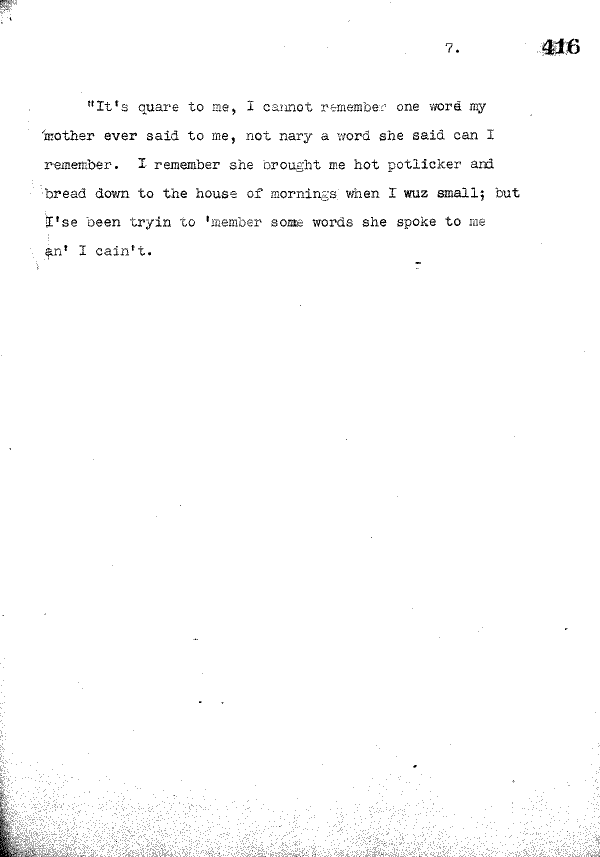 7. 416
"It's quare to me, I cannot remember one word my
mother ever said to me, not nary a word she said can I
remember. I remember she brought me hot potlicker and
bread down to the house of mornings when I wuz small; but
I'se been tryin to 'member some words she spoke to me
an' I cain't.